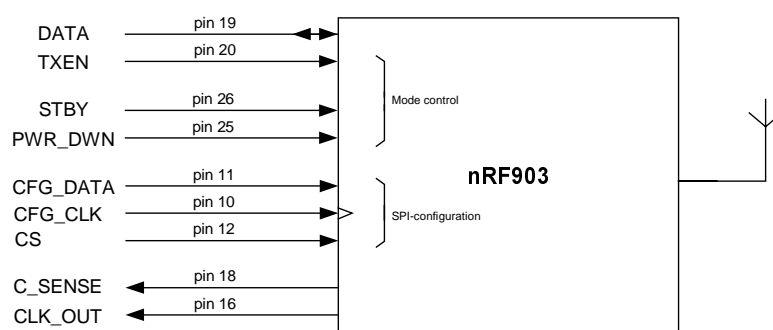 DATA pin 19
TXEN pin 20
STBY pin 26
Mode control
PWR_DWN pin 25
CFG_DATA pin 11
nRF903
CFG_CLK pin 10
SPI-configuration
CS pin 12
C_SENSE pin 18
CLK_OUT pin 16